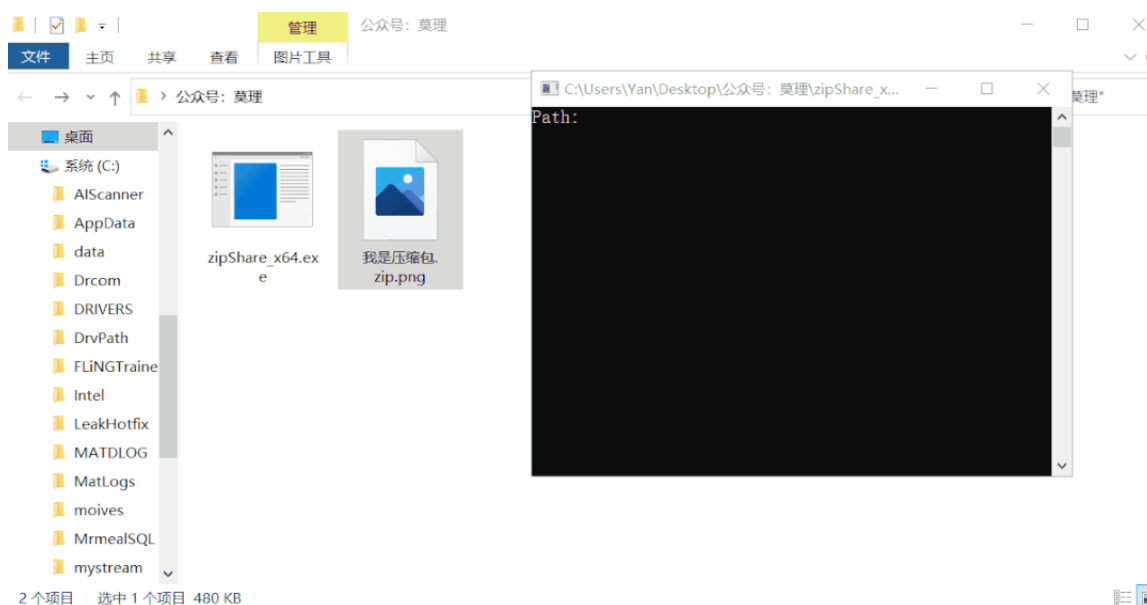 管理
公众号：莫理
文件
主页
共享
查看
图片工具
公众号：莫理
莫理"
C:\Users\Yan\Desktop\公众号：莫理\zipShare_x...
Path:
桌面
系统 (C:)
AIScanner
AppData
data
Drcom
DRIVERS
DrvPath
FLiNGTraine
Intel
LeakHotfix
MATDLOG
MatLogs
moives
MrmealSQL
mystream
zipShare_x64.ex
e
我是压缩包.
zip.png
2 个项目
选中 1 个项目 480 KB